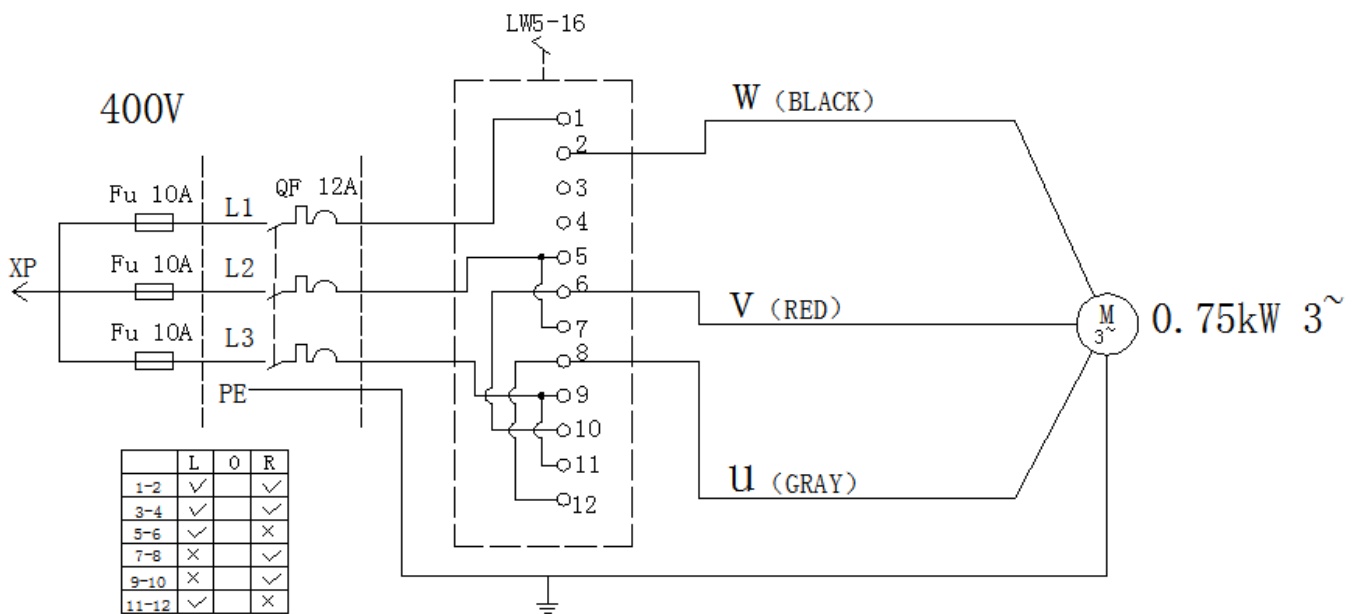 LW5-16
400V
W (BLACK)
1
2
Fu 10A
QF 12A
3
L1
4
XP
Fu 10A
L2
5
6
V (RED)
M
3~
0.75kW 3~
Fu 10A
L3
7
8
PE
9
10
11
U (GRAY)
12
L O R
1-2 ✓ ✓
3-4 ✓ ✓
5-6 ✓ ×
7-8 × ✓
9-10 × ✓
11-12 ✓ ×